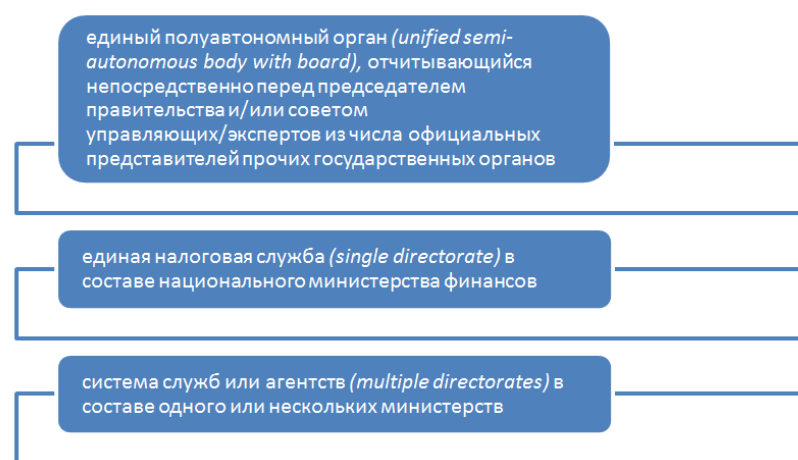 единый полуавтономный орган (unified semi-
autonomous body with board), отчитывающийся
непосредственно перед председателем
правительства и/или советом
управляющих/экспертов из числа официальных
представителей прочих государственных органов
единая налоговая служба (single directorate) в
составе национального министерства финансов
система служб или агентств (multiple directorates) в
составе одного или нескольких министерств